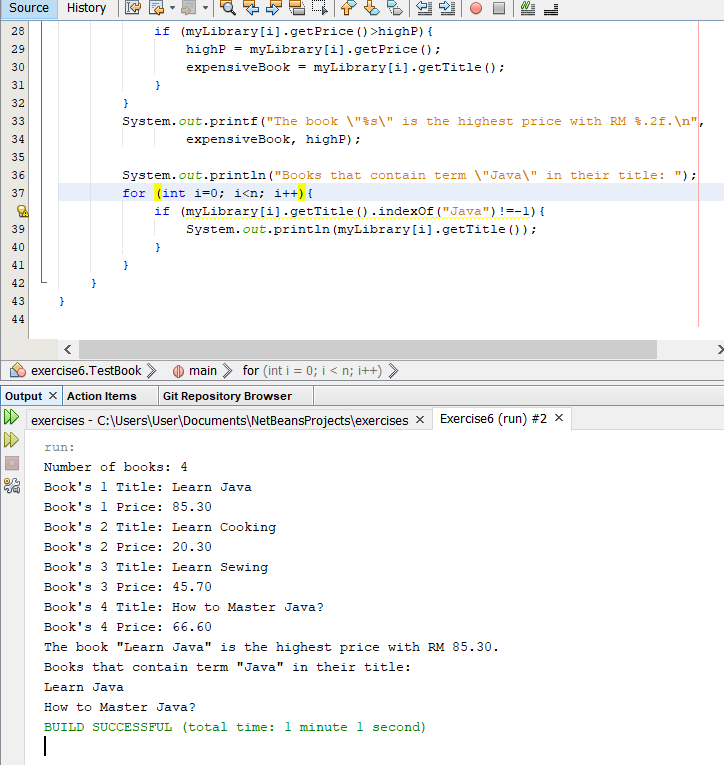 Source History
28 if (myLibrary[i].getPrice()>highP){
29 highP = myLibrary[i].getPrice();
30 expensiveBook = myLibrary[i].getTitle();
31 }
32 }
33 System.out.printf("The book \"%s\" is the highest price with RM %.2f.\n",
34 expensiveBook, highP);
35
36 System.out.println("Books that contain term \"Java\" in their title: ");
37 for (int i=0; i<n; i++){
if (myLibrary[i].getTitle().indexOf("Java")!=-1){
39 System.out.println(myLibrary[i].getTitle());
40 }
41 }
42 }
43 }
44
exercise6.TestBook main for (int i = 0; i < n; i++)
Output Action Items Git Repository Browser
exercises - C:\Users\User\Documents\NetBeansProjects\exercises Exercise6 (run) #2
run:
Number of books: 4
Book's 1 Title: Learn Java
Book's 1 Price: 85.30
Book's 2 Title: Learn Cooking
Book's 2 Price: 20.30
Book's 3 Title: Learn Sewing
Book's 3 Price: 45.70
Book's 4 Title: How to Master Java?
Book's 4 Price: 66.60
The book "Learn Java" is the highest price with RM 85.30.
Books that contain term "Java" in their title:
Learn Java
How to Master Java?
BUILD SUCCESSFUL (total time: 1 minute 1 second)